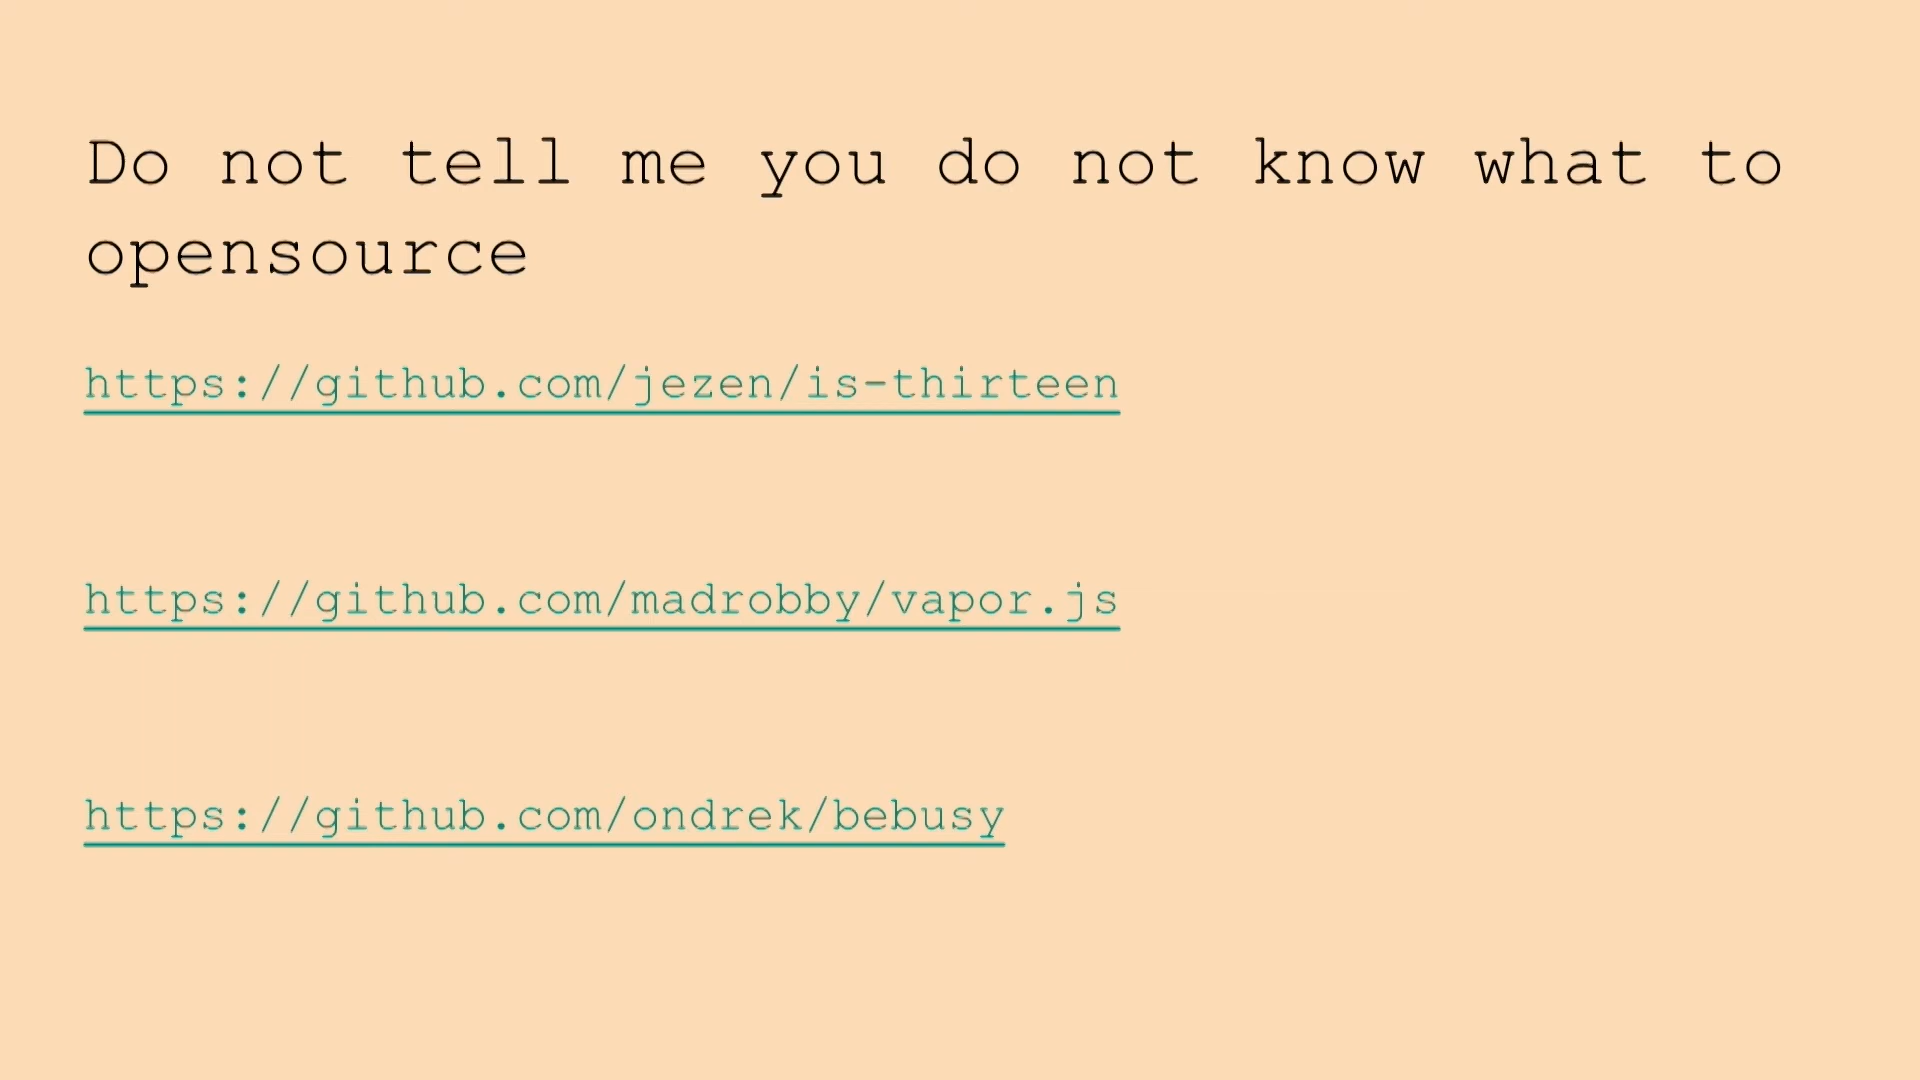 Do not tell me you do not know what to
opensource
https://github.com/jezen/is-thirteen
https://github.com/madrobby/vapor.js
https://github.com/ondrek/bebusy